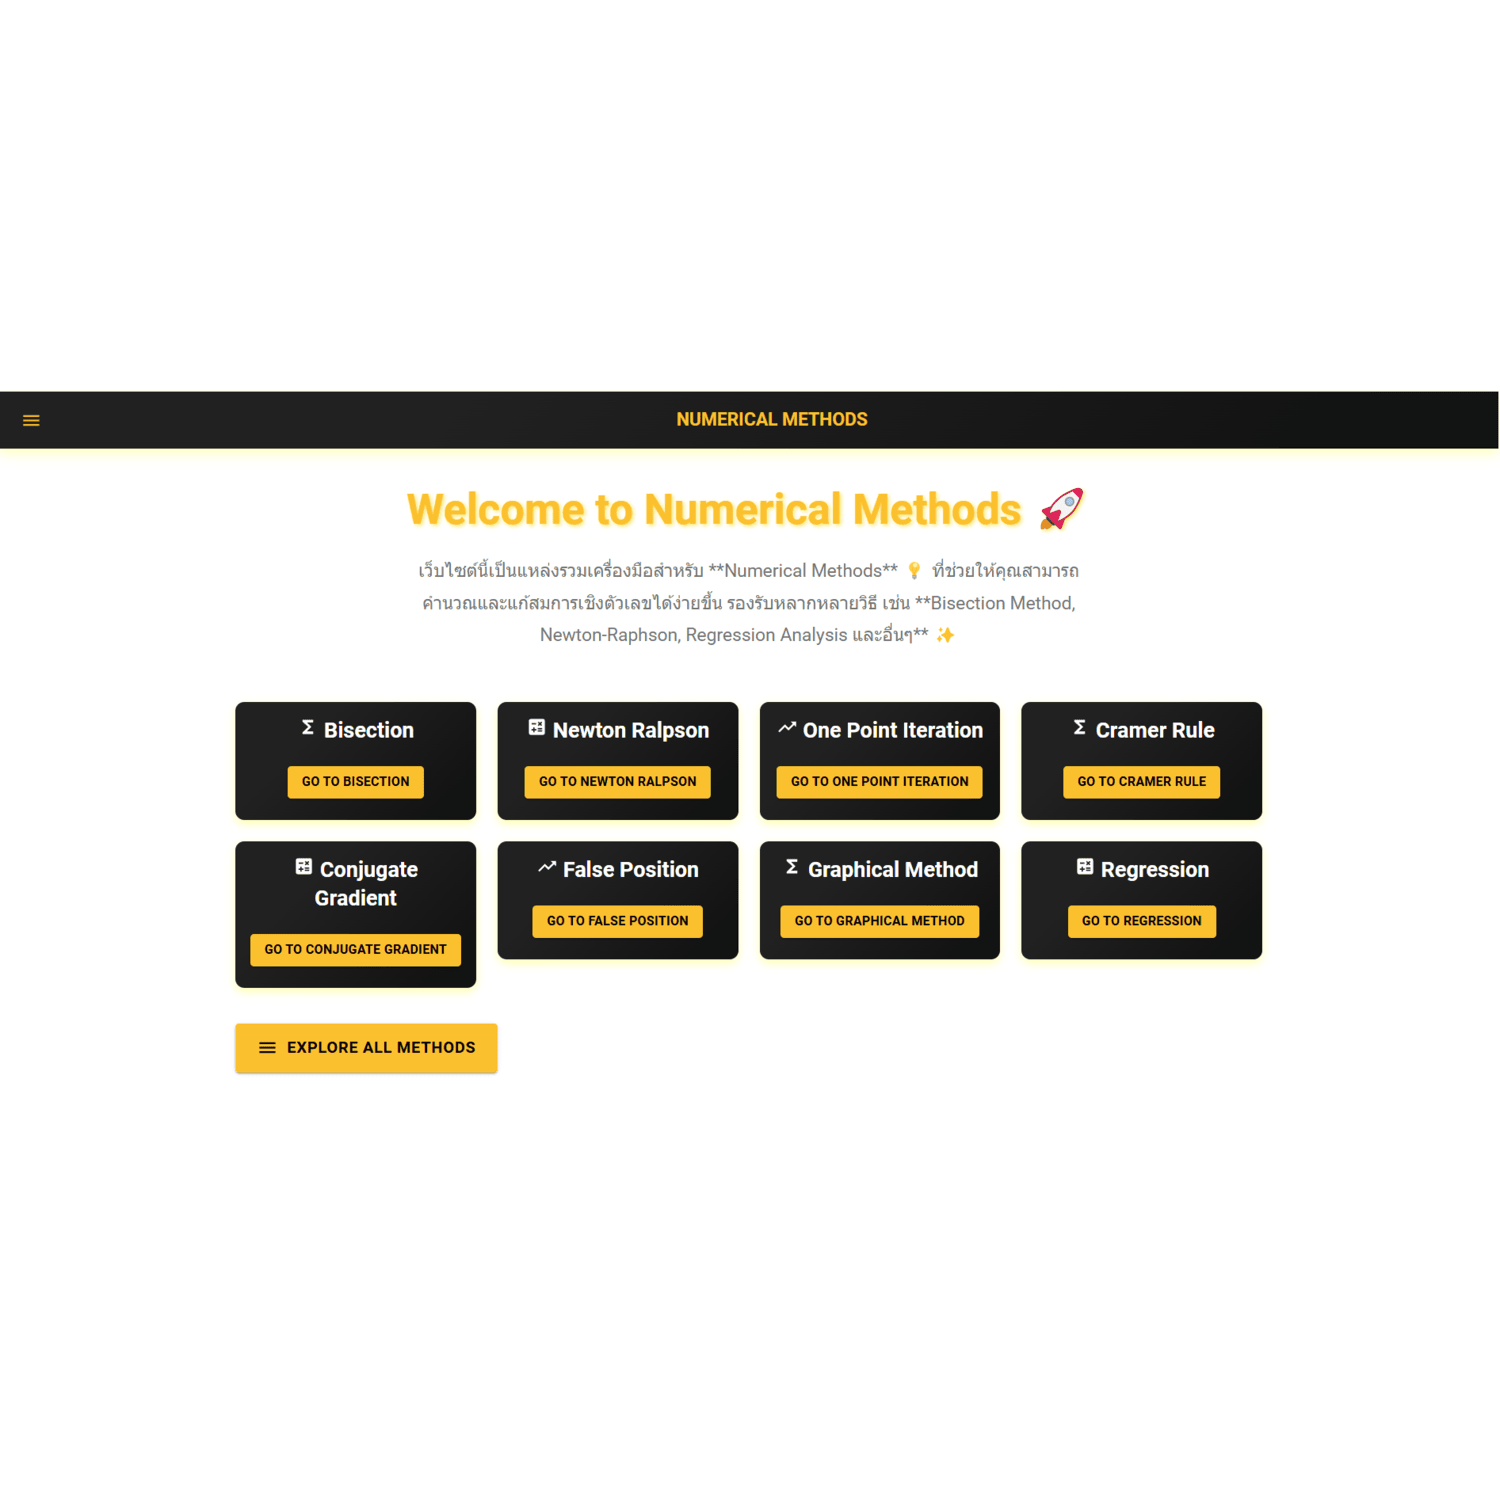 NUMERICAL METHODS
Welcome to Numerical Methods 🚀
เว็บไซต์นี้เป็นแหล่งรวมเครื่องมือสำหรับ **Numerical Methods** 💡 ที่ช่วยให้คุณสามารถ
คำนวณและแก้สมการเชิงตัวเลขได้ง่ายขึ้น รองรับหลากหลายวิธี เช่น **Bisection Method,
Newton-Raphson, Regression Analysis และอื่นๆ** ✨
Bisection
GO TO BISECTION
Newton Ralpson
GO TO NEWTON RALPSON
One Point Iteration
GO TO ONE POINT ITERATION
Cramer Rule
GO TO CRAMER RULE
Conjugate
Gradient
GO TO CONJUGATE GRADIENT
False Position
GO TO FALSE POSITION
Graphical Method
GO TO GRAPHICAL METHOD
Regression
GO TO REGRESSION
EXPLORE ALL METHODS